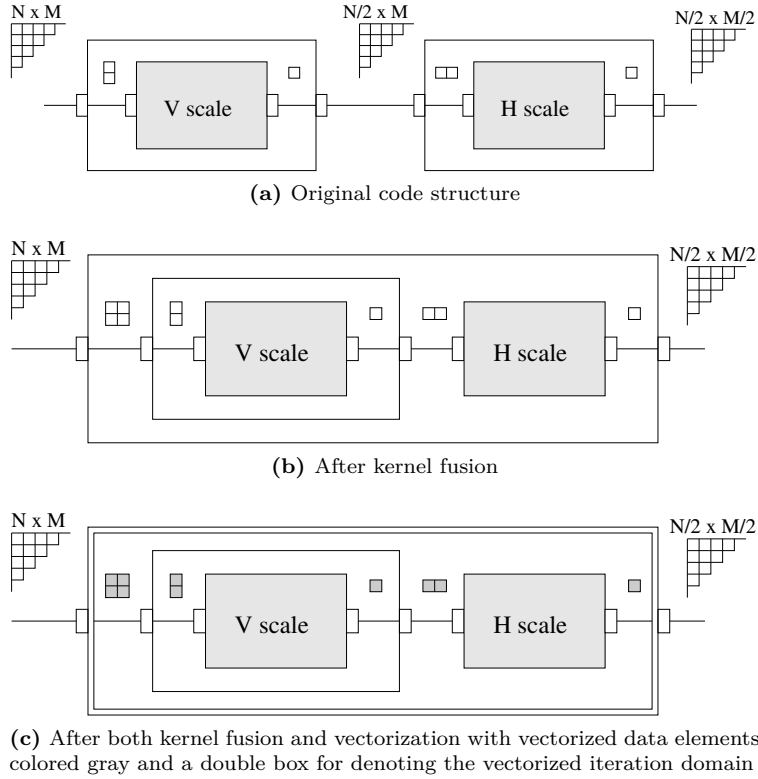 N x M N/2 x M N/2 x M/2
V scale H scale
(a) Original code structure
N x M N/2 x M/2
V scale H scale
(b) After kernel fusion
N x M N/2 x M/2
V scale H scale
(c) After both kernel fusion and vectorization with vectorized data elements
colored gray and a double box for denoting the vectorized iteration domain